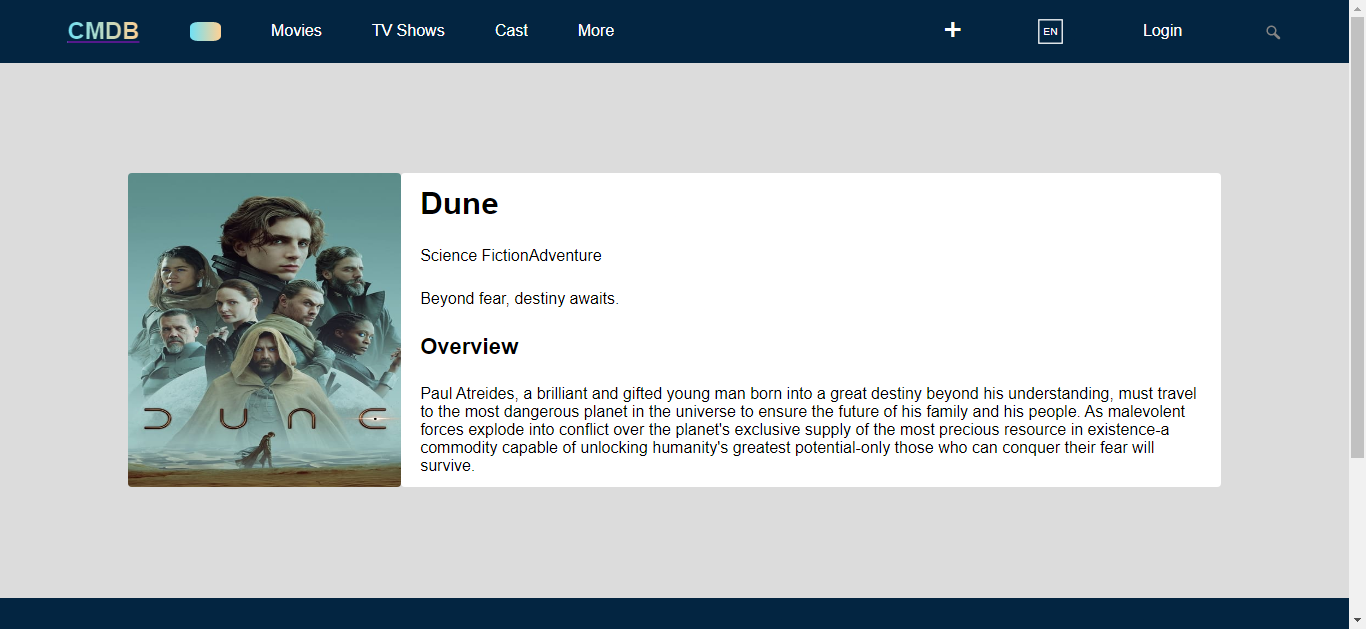 CMDB Movies TV Shows Cast More + EN Login
Dune
Science FictionAdventure
Beyond fear, destiny awaits.
Overview
Paul Atreides, a brilliant and gifted young man born into a great destiny beyond his understanding, must travel
to the most dangerous planet in the universe to ensure the future of his family and his people. As malevolent
forces explode into conflict over the planet's exclusive supply of the most precious resource in existence-a
commodity capable of unlocking humanity's greatest potential-only those who can conquer their fear will
survive.
DUNE